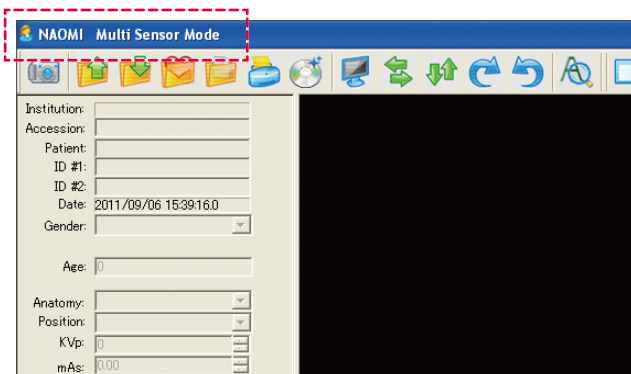 NAOMI Multi Sensor Mode
Institution:
Accession:
Patient:
ID #1:
ID #2:
Date: 2011/09/06 15:39:16.0
Gender:
Age: 0
Anatomy:
Position:
KVp: 0
mAs: 0.00